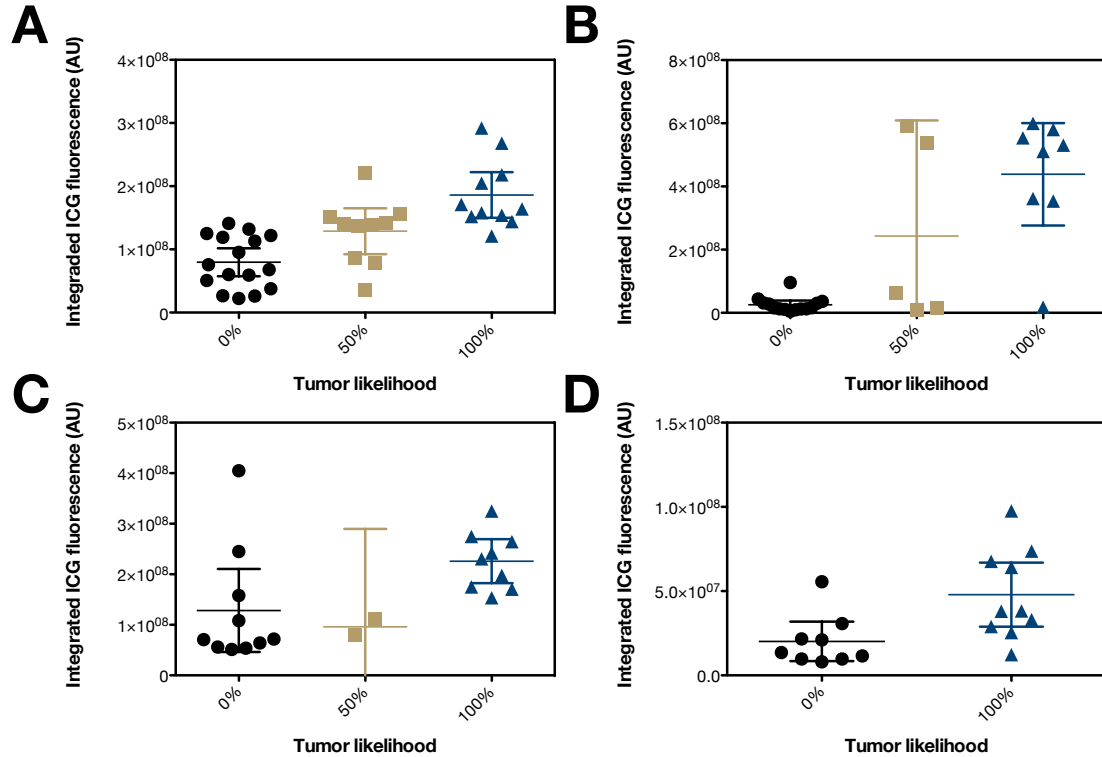 A
Integraded ICG fluorescence (AU)
4×10⁰⁸
3×10⁰⁸
2×10⁰⁸
1×10⁰⁸
0
0%
50%
100%
Tumor likelihood
B
Integrated ICG fluorescence (AU)
8×10⁰⁸
6×10⁰⁸
4×10⁰⁸
2×10⁰⁸
0
0%
50%
100%
Tumor likelihood
C
Integrated ICG fluorescence (AU)
5×10⁰⁸
4×10⁰⁸
3×10⁰⁸
2×10⁰⁸
1×10⁰⁸
0
0%
50%
100%
Tumor likelihood
D
Integrated ICG fluorescence (AU)
1.5×10⁰⁸
1.0×10⁰⁸
5.0×10⁰⁷
0.0
0%
100%
Tumor likelihood